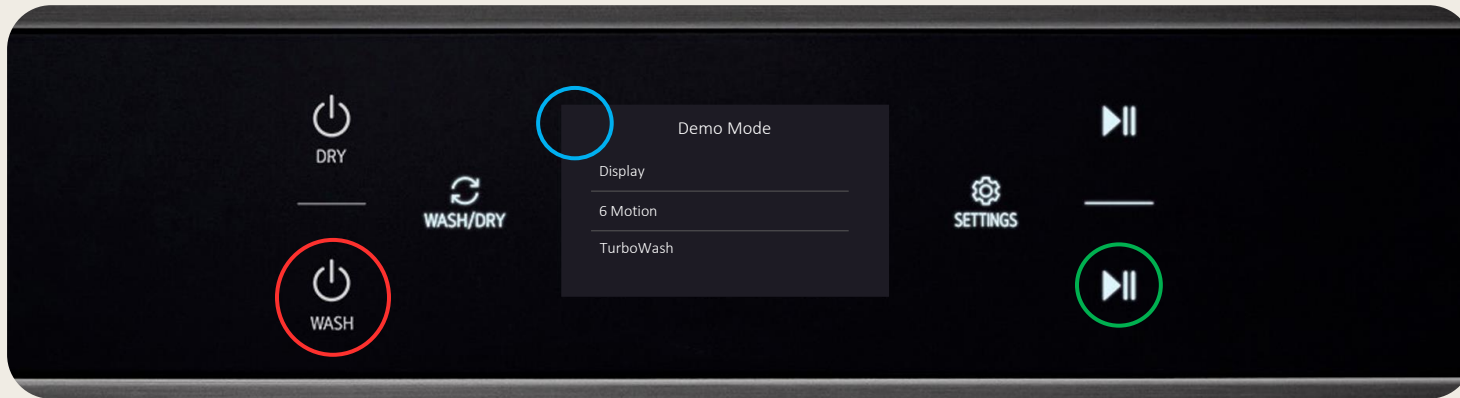 DRY
WASH/DRY
WASH
Demo Mode
Display
6 Motion
TurboWash
SETTINGS